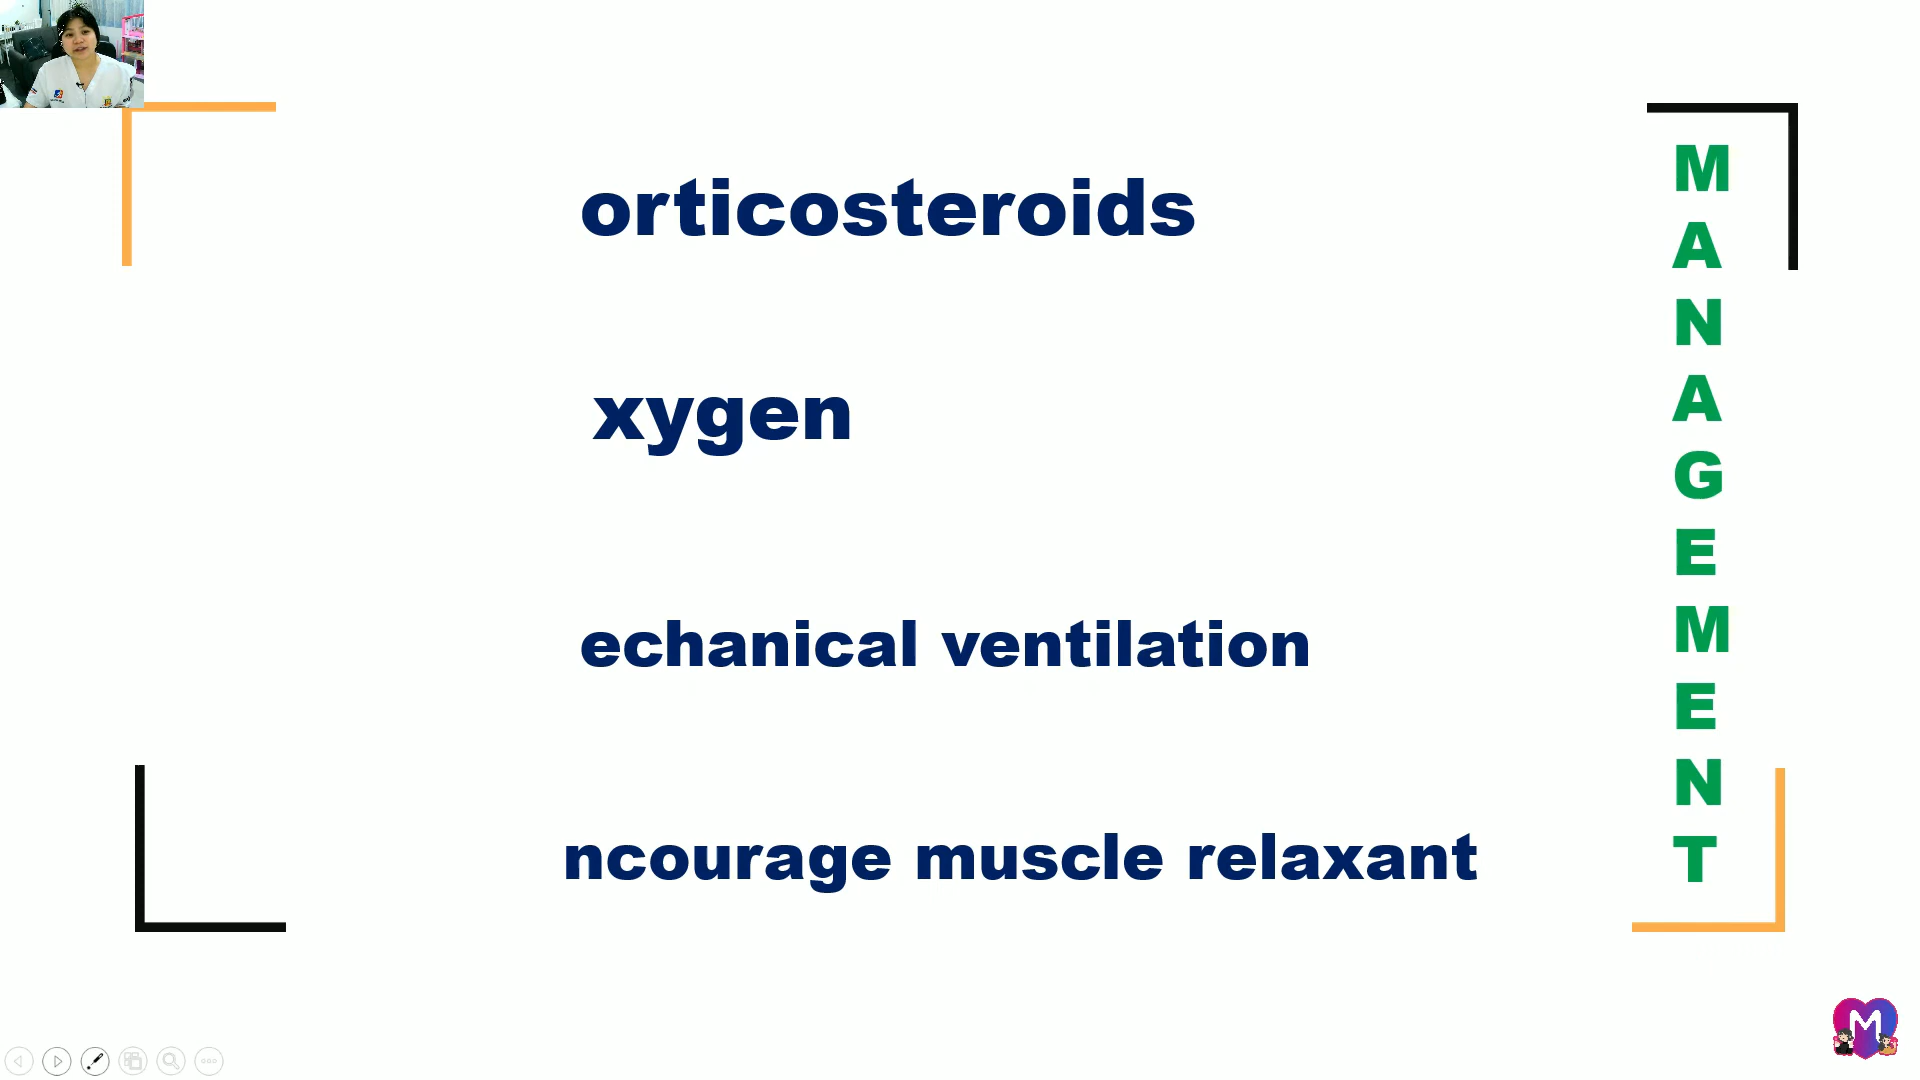 orticosteroids
xygen
echanical ventilation
ncourage muscle relaxant
M
A
N
A
G
E
M
E
N
T
M